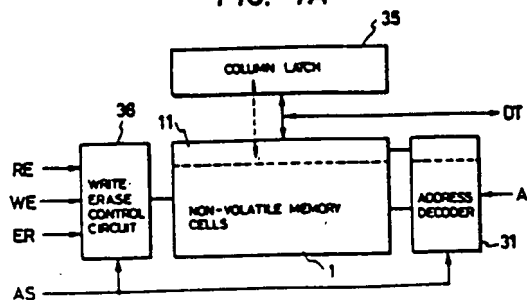 FIG. 4A
35
COLUMN LATCH
DT
36
11
RE
WE
ER
WRITE·
ERASE
CONTROL
CIRCUIT
NON-VOLATILE MEMORY
CELLS
ADDRESS
DECODER
A
31
1
AS